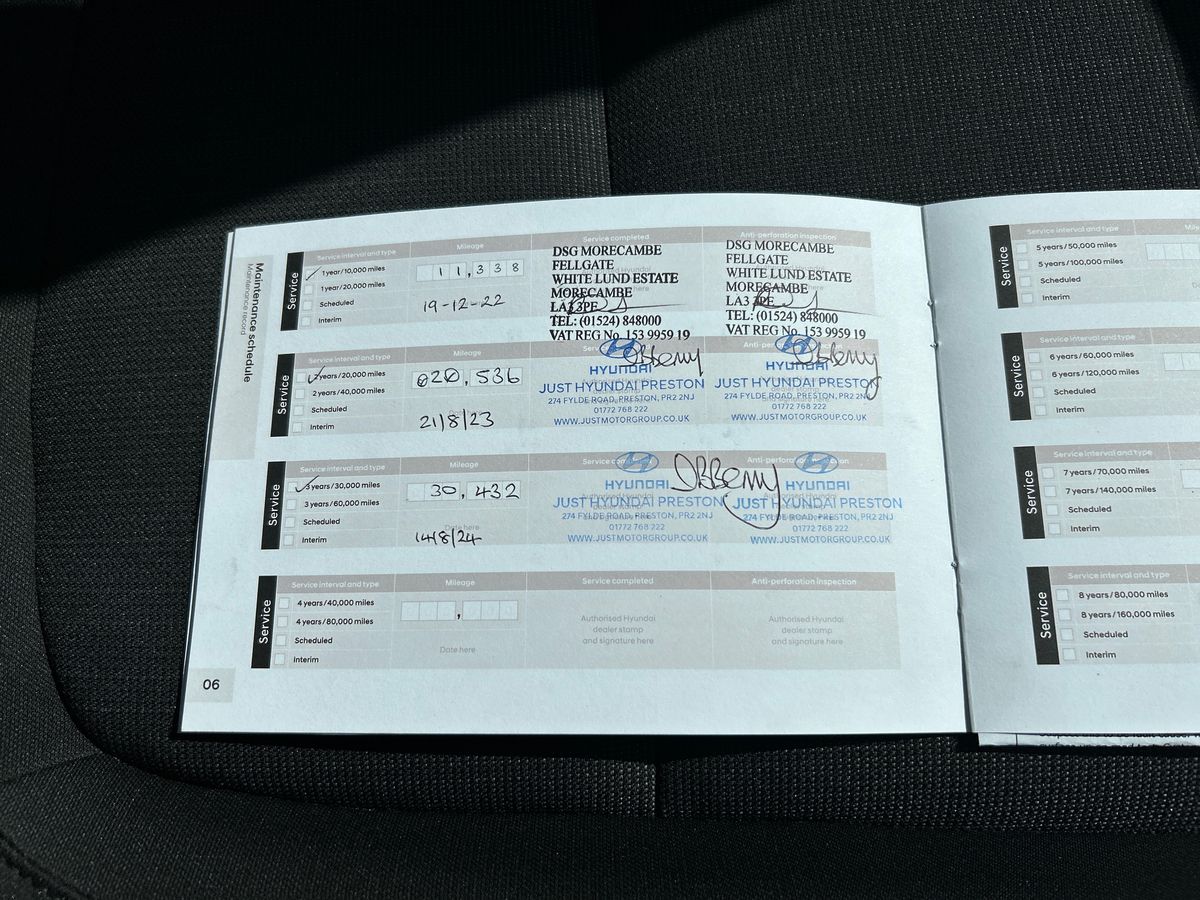 Maintenance schedule
Maintenance record
Service
Service interval and type
Mileage
Service completed
Anti-perforation inspection
1 year/10,000 miles
1 year/20,000 miles
Scheduled
Interim
11,338
19-12-22
DSG MORECAMBE
FELLGATE
WHITE LUND ESTATE
MORECAMBE
LA3 3PE
TEL: (01524) 848000
VAT REG No. 153 9959 19
DSG MORECAMBE
FELLGATE
WHITE LUND ESTATE
MORECAMBE
LA3 3PE
TEL: (01524) 848000
VAT REG No. 153 9959 19
Service
Service interval and type
Mileage
2 years/20,000 miles
2 years/40,000 miles
Scheduled
Interim
020,536
21/8/23
HYUNDAI
JUST HYUNDAI PRESTON
274 FYLDE ROAD, PRESTON, PR2 2NJ
01772 768 222
WWW.JUSTMOTORGROUP.CO.UK
HYUNDAI
JUST HYUNDAI PRESTON
274 FYLDE ROAD, PRESTON, PR2 2NJ
01772 768 222
WWW.JUSTMOTORGROUP.CO.UK
Service
Service interval and type
Mileage
3 years/30,000 miles
3 years/60,000 miles
Scheduled
Interim
30,432
Date here
14/8/24
HYUNDAI
JUST HYUNDAI PRESTON
274 FYLDE ROAD, PRESTON, PR2 2NJ
01772 768 222
WWW.JUSTMOTORGROUP.CO.UK
HYUNDAI
JUST HYUNDAI PRESTON
274 FYLDE ROAD, PRESTON, PR2 2NJ
01772 768 222
WWW.JUSTMOTORGROUP.CO.UK
Service
Service interval and type
Mileage
Service completed
Anti-perforation inspection
4 years/40,000 miles
4 years/80,000 miles
Scheduled
Interim
Date here
Authorised Hyundai
dealer stamp
and signature here
Authorised Hyundai
dealer stamp
and signature here
06
Service
Service interval and type
5 years/50,000 miles
5 years/100,000 miles
Scheduled
Interim
Service
Service interval and type
6 years/60,000 miles
6 years/120,000 miles
Scheduled
Interim
Service
Service interval and type
7 years/70,000 miles
7 years/140,000 miles
Scheduled
Interim
Service
Service interval and type
8 years/80,000 miles
8 years/160,000 miles
Scheduled
Interim